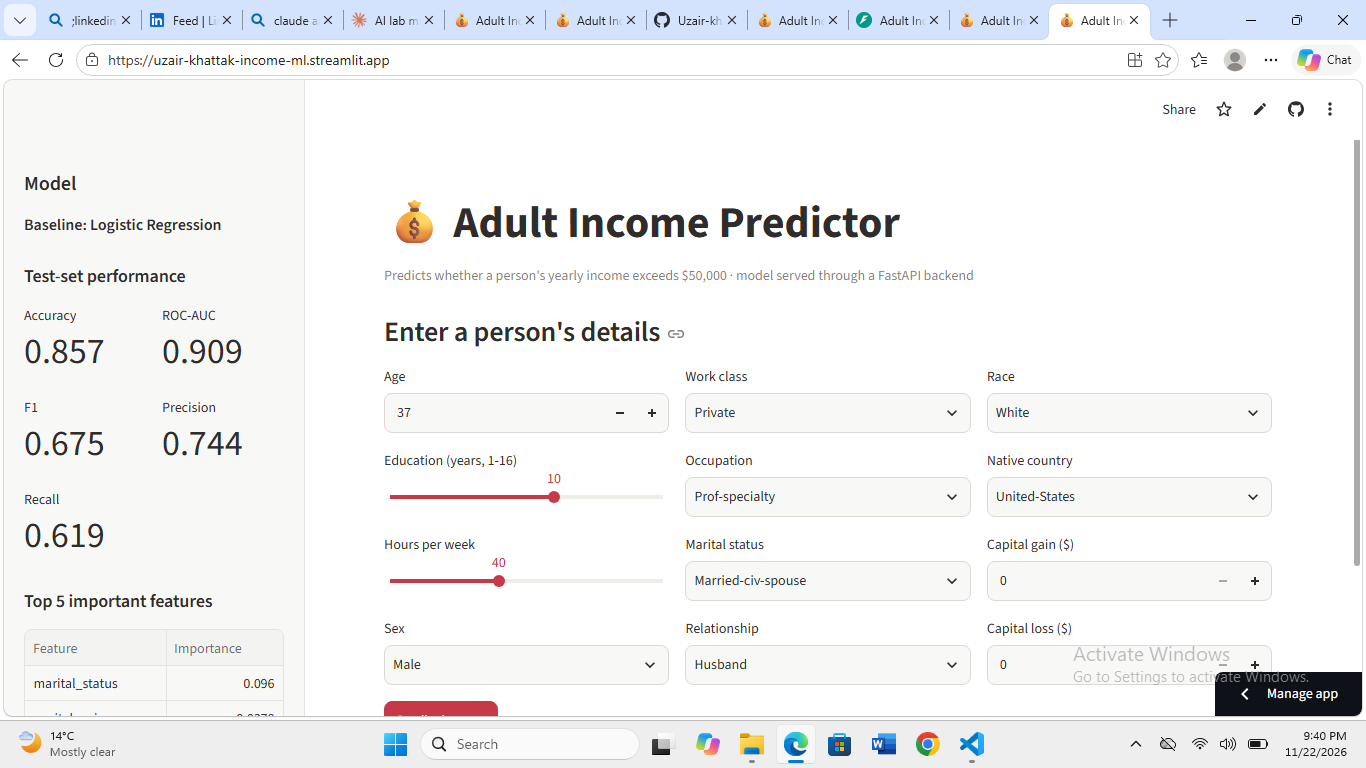 ;linkedin
Feed | Li
claude a
AI lab m
Adult Inc
Adult Inc
Uzair-kh
Adult Inc
Adult Inc
Adult Inc
Adult Inc
https://uzair-khattak-income-ml.streamlit.app
Chat
Share
Model
Baseline: Logistic Regression
Test-set performance
Accuracy ROC-AUC
0.857 0.909
F1 Precision
0.675 0.744
Recall
0.619
Top 5 important features
Feature Importance
marital_status 0.096
$
Adult Income Predictor
Predicts whether a person's yearly income exceeds $50,000 · model served through a FastAPI backend
Enter a person's details
Age Work class Race
37 Private White
Education (years, 1-16) Occupation Native country
10
Prof-specialty United-States
Hours per week Marital status Capital gain ($)
40
Married-civ-spouse 0
Sex Relationship Capital loss ($)
Male Husband 0
Activate Windows
Go to Settings to activate Windows.
Manage app
14°C
Mostly clear
Search
9:40 PM
11/22/2026